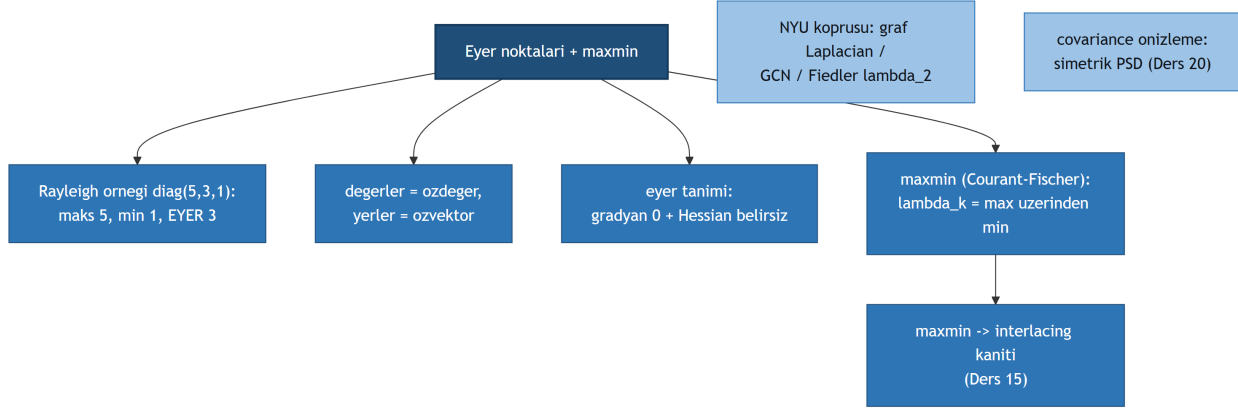 Eyer noktalari + maxmin
NYU koprusu: graf
Laplacian /
GCN / Fiedler lambda_2
covariance onizleme:
simetrik PSD (Ders 20)
Rayleigh ornegi diag(5,3,1):
maks 5, min 1, EYER 3
degerler = ozdeger,
yerler = ozvektor
eyer tanimi:
gradyan 0 + Hessian belirsiz
maxmin (Courant-Fischer):
lambda_k = max uzerinden
min
maxmin -> interlacing
kaniti
(Ders 15)